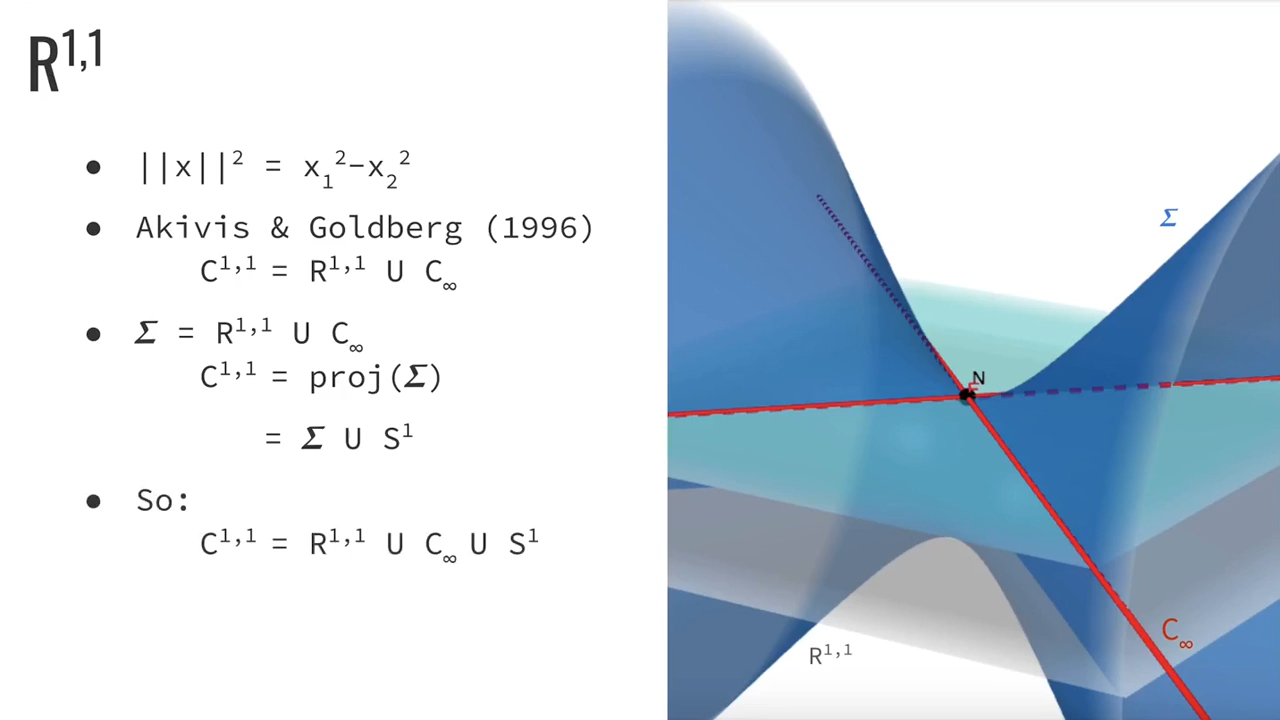 R¹,¹
● ||x||² = x₁²−x₂²
● Akivis & Goldberg (1996)
C¹,¹ = R¹,¹ U C∞
● Σ = R¹,¹ U C∞
C¹,¹ = proj(Σ)
= Σ U S¹
● So:
C¹,¹ = R¹,¹ U C∞ U S¹
Σ
N
C∞
R¹,¹